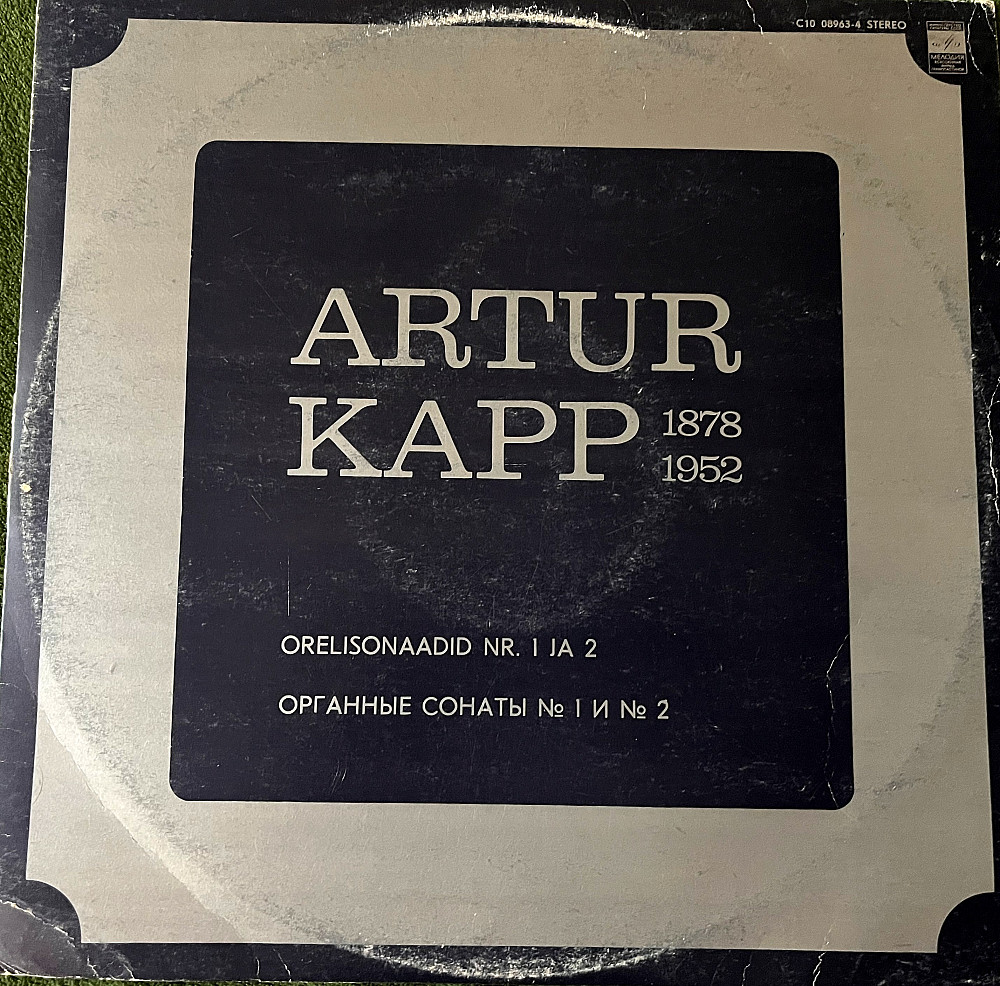 C10 08963-4 STEREO
МЕЛОДИЯ
ARTUR
KAPP 1878
1952
ORELISONAADID NR. 1 JA 2
ОРГАННЫЕ СОНАТЫ № 1 И № 2